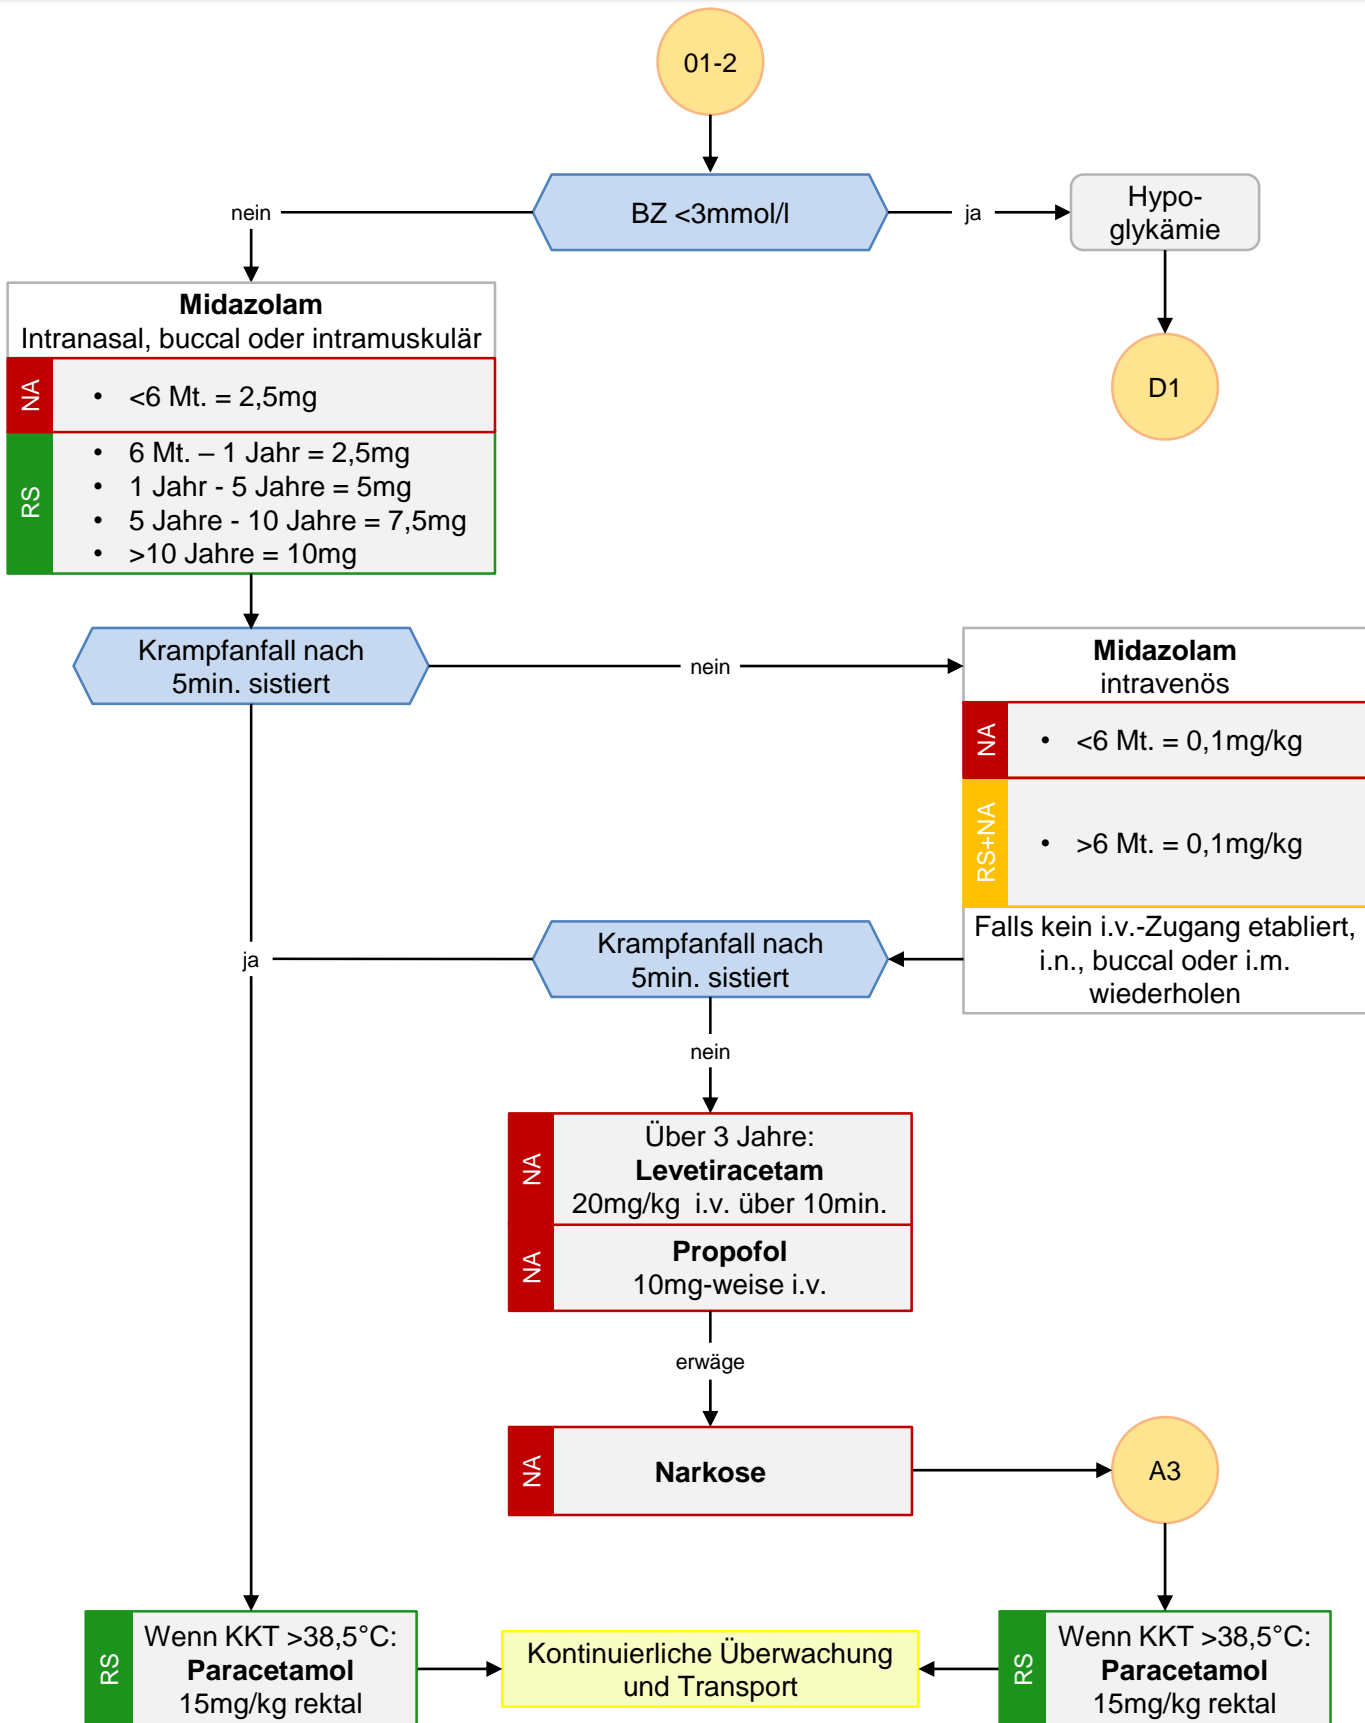 01-2
BZ <3mmol/l
nein
ja
Hypo-
glykämie
D1
Midazolam
Intranasal, buccal oder intramuskulär
NA
• <6 Mt. = 2,5mg
RS
• 6 Mt. – 1 Jahr = 2,5mg
• 1 Jahr - 5 Jahre = 5mg
• 5 Jahre - 10 Jahre = 7,5mg
• >10 Jahre = 10mg
Krampfanfall nach
5min. sistiert
nein
Midazolam
intravenös
NA
• <6 Mt. = 0,1mg/kg
RS+NA
• >6 Mt. = 0,1mg/kg
Falls kein i.v.-Zugang etabliert,
i.n., buccal oder i.m.
wiederholen
Krampfanfall nach
5min. sistiert
ja
nein
NA
Über 3 Jahre:
Levetiracetam
20mg/kg  i.v. über 10min.
NA
Propofol
10mg-weise i.v.
erwäge
NA
Narkose
A3
RS
Wenn KKT >38,5°C:
Paracetamol
15mg/kg rektal
Kontinuierliche Überwachung
und Transport
RS
Wenn KKT >38,5°C:
Paracetamol
15mg/kg rektal